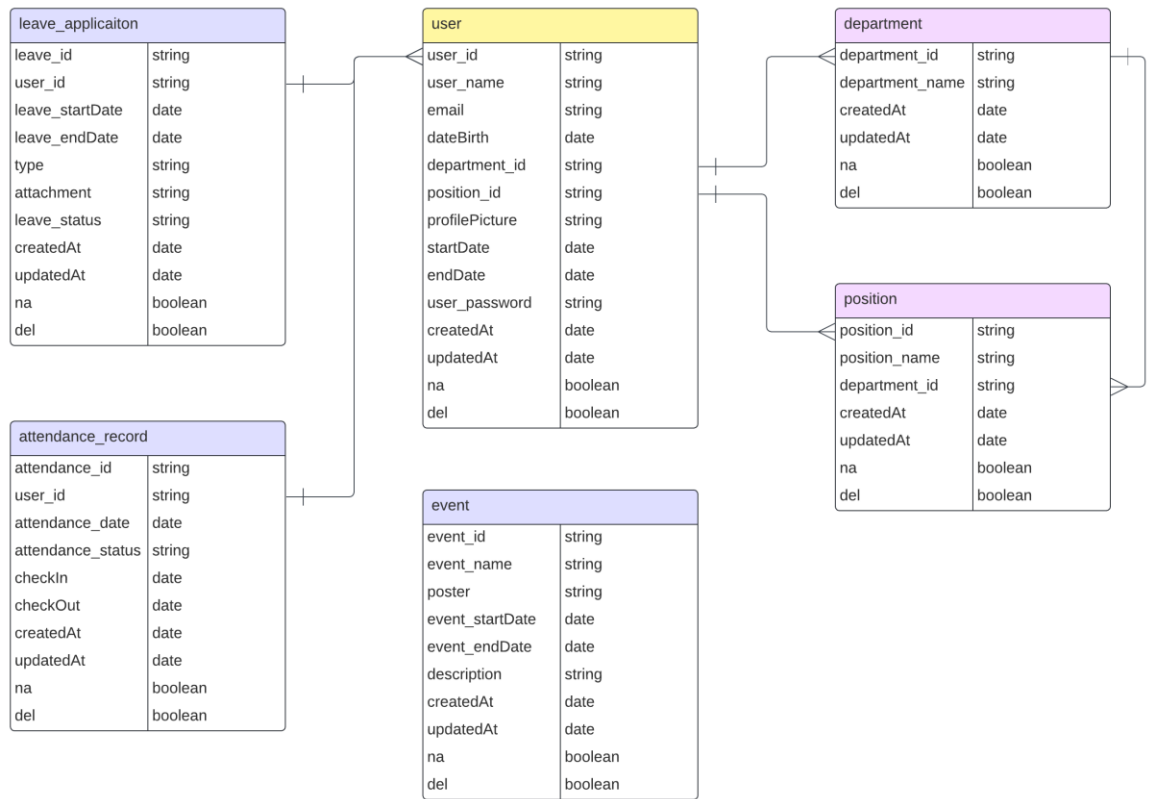 leave_applicaiton
leave_id string
user_id string
leave_startDate date
leave_endDate date
type string
attachment string
leave_status string
createdAt date
updatedAt date
na boolean
del boolean
attendance_record
attendance_id string
user_id string
attendance_date date
attendance_status string
checkIn date
checkOut date
createdAt date
updatedAt date
na boolean
del boolean
user
user_id string
user_name string
email string
dateBirth date
department_id string
position_id string
profilePicture string
startDate date
endDate date
user_password string
createdAt date
updatedAt date
na boolean
del boolean
event
event_id string
event_name string
poster string
event_startDate date
event_endDate date
description string
createdAt date
updatedAt date
na boolean
del boolean
department
department_id string
department_name string
createdAt date
updatedAt date
na boolean
del boolean
position
position_id string
position_name string
department_id string
createdAt date
updatedAt date
na boolean
del boolean